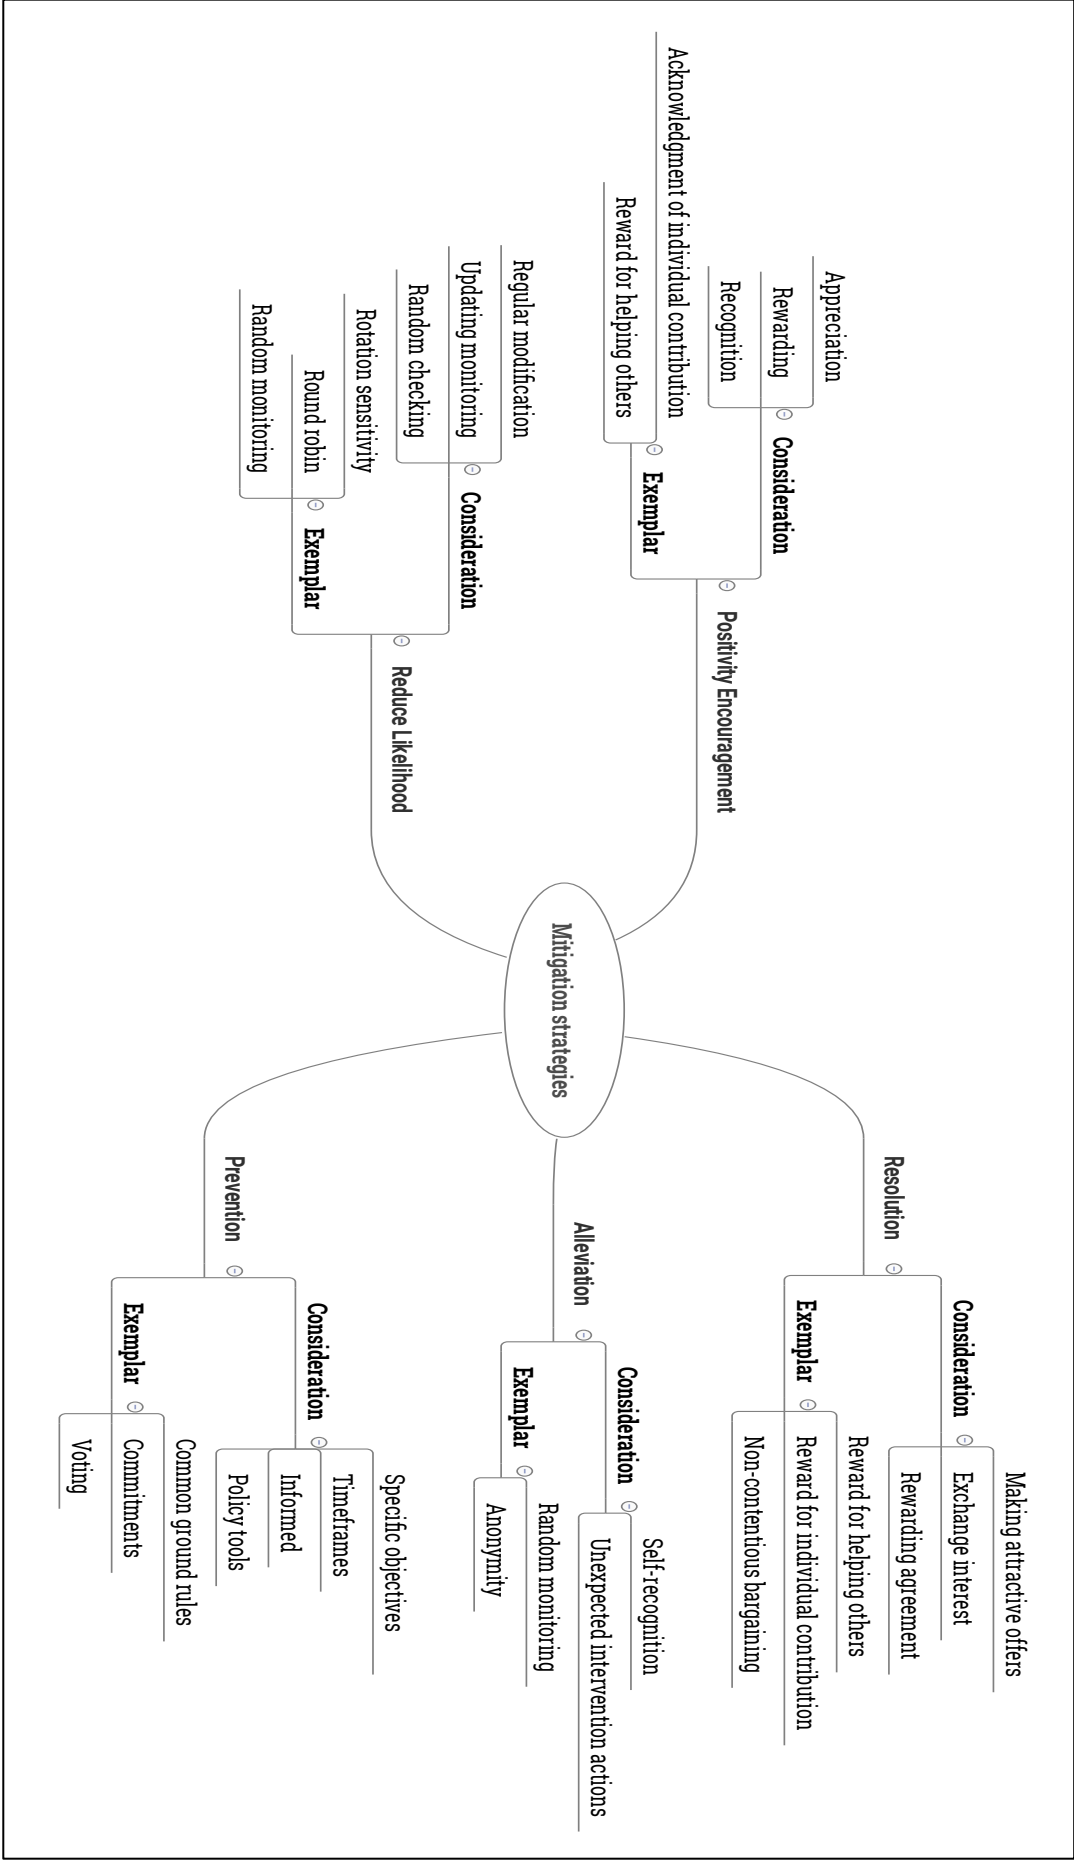 Mitigation strategies
Positivity Encouragement
Consideration
Appreciation
Rewarding
Recognition
Exemplar
Acknowledgment of individual contribution
Reward for helping others
Reduce Likelihood
Consideration
Regular modification
Updating monitoring
Random checking
Exemplar
Rotation sensitivity
Round robin
Random monitoring
Resolution
Consideration
Making attractive offers
Exchange interest
Rewarding agreement
Exemplar
Reward for helping others
Reward for individual contribution
Non-contentious bargaining
Alleviation
Consideration
Self-recognition
Unexpected intervention actions
Exemplar
Random monitoring
Anonymity
Prevention
Consideration
Specific objectives
Timeframes
Informed
Policy tools
Exemplar
Common ground rules
Commitments
Voting